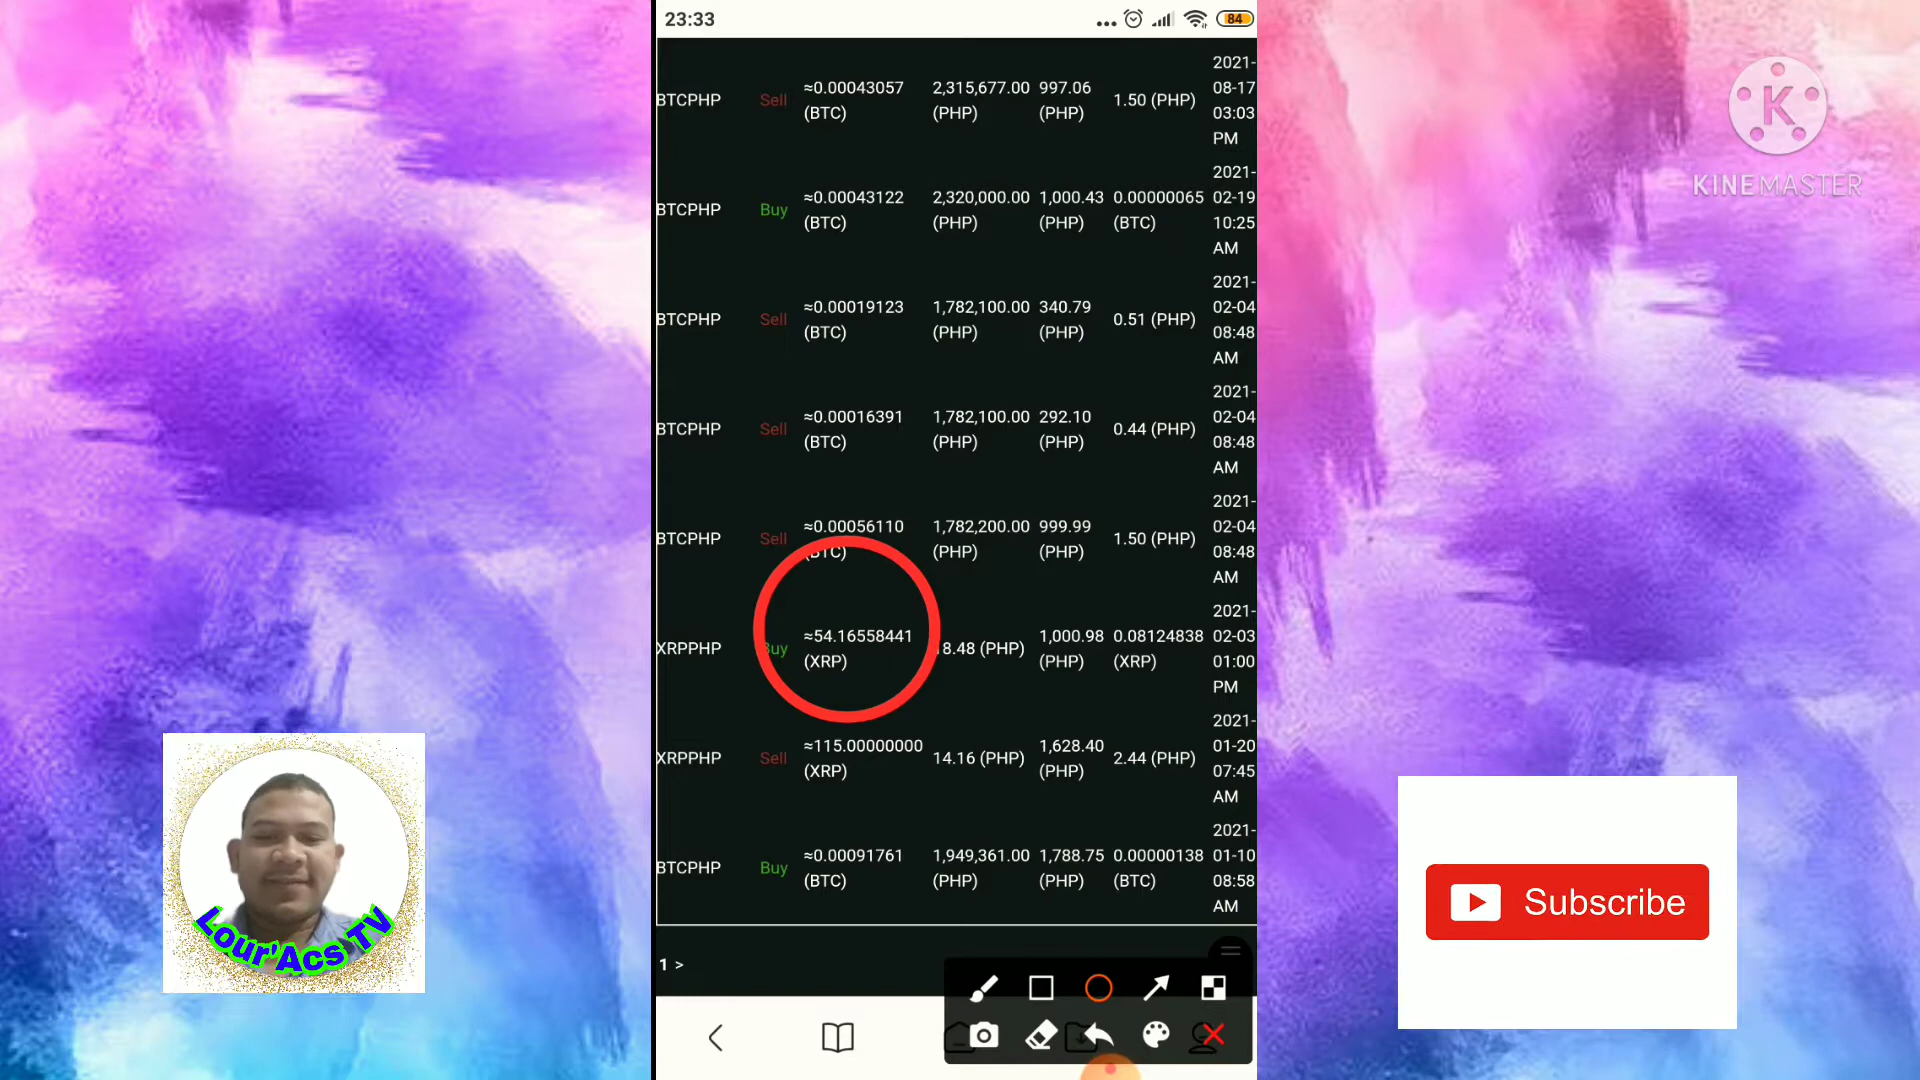 23:33
84
BTCPHP Sell ≈0.00043057 (BTC) 2,315,677.00 (PHP) 997.06 (PHP) 1.50 (PHP) 2021-08-17 03:03 PM
BTCPHP Buy ≈0.00043122 (BTC) 2,320,000.00 (PHP) 1,000.43 (PHP) 0.00000065 (BTC) 2021-02-19 10:25 AM
BTCPHP Sell ≈0.00019123 (BTC) 1,782,100.00 (PHP) 340.79 (PHP) 0.51 (PHP) 2021-02-04 08:48 AM
BTCPHP Sell ≈0.00016391 (BTC) 1,782,100.00 (PHP) 292.10 (PHP) 0.44 (PHP) 2021-02-04 08:48 AM
BTCPHP Sell ≈0.00056110 (BTC) 1,782,200.00 (PHP) 999.99 (PHP) 1.50 (PHP) 2021-02-04 08:48 AM
XRPPHP Buy ≈54.16558441 (XRP) 8.48 (PHP) 1,000.98 (PHP) 0.08124838 (XRP) 2021-02-03 01:00 PM
XRPPHP Sell ≈115.00000000 (XRP) 14.16 (PHP) 1,628.40 (PHP) 2.44 (PHP) 2021-01-20 07:45 AM
BTCPHP Buy ≈0.00091761 (BTC) 1,949,361.00 (PHP) 1,788.75 (PHP) 0.00000138 (BTC) 2021-01-10 08:58 AM
1 >
K
KINEMASTER
Lour'Acs TV
Subscribe